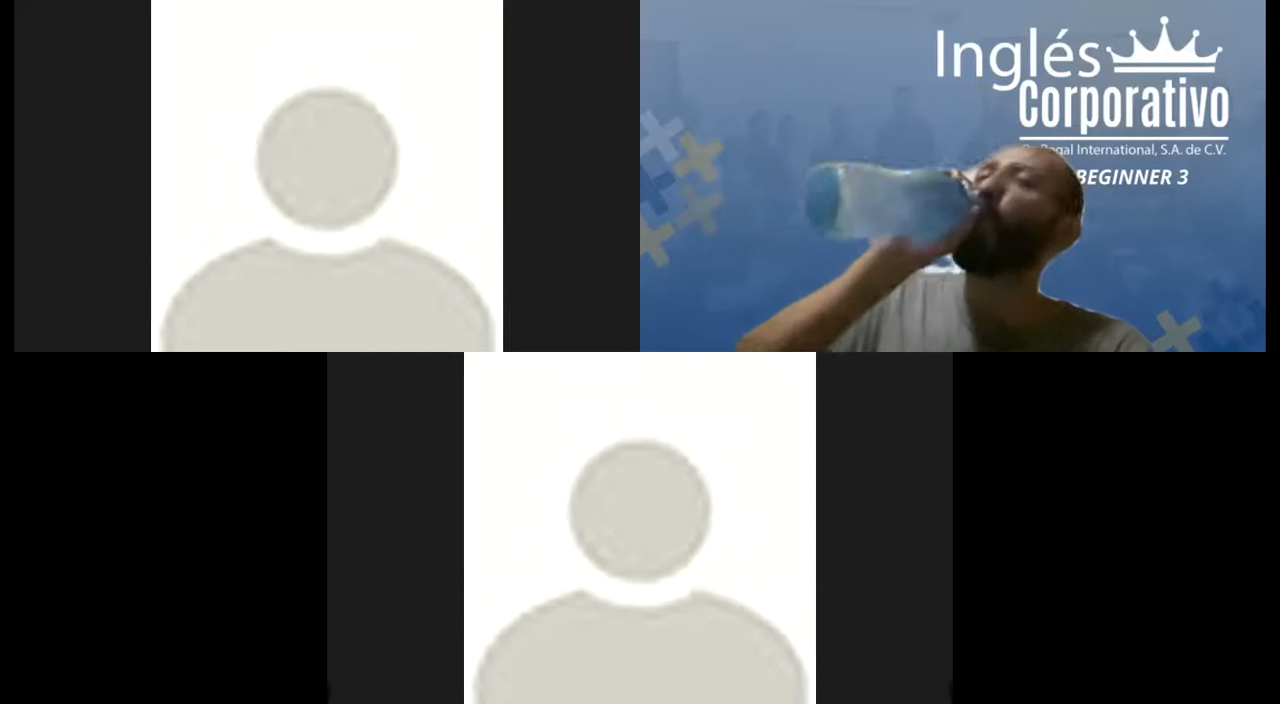 Inglés
Corporativo
Regal International, S.A. de C.V.
BEGINNER 3